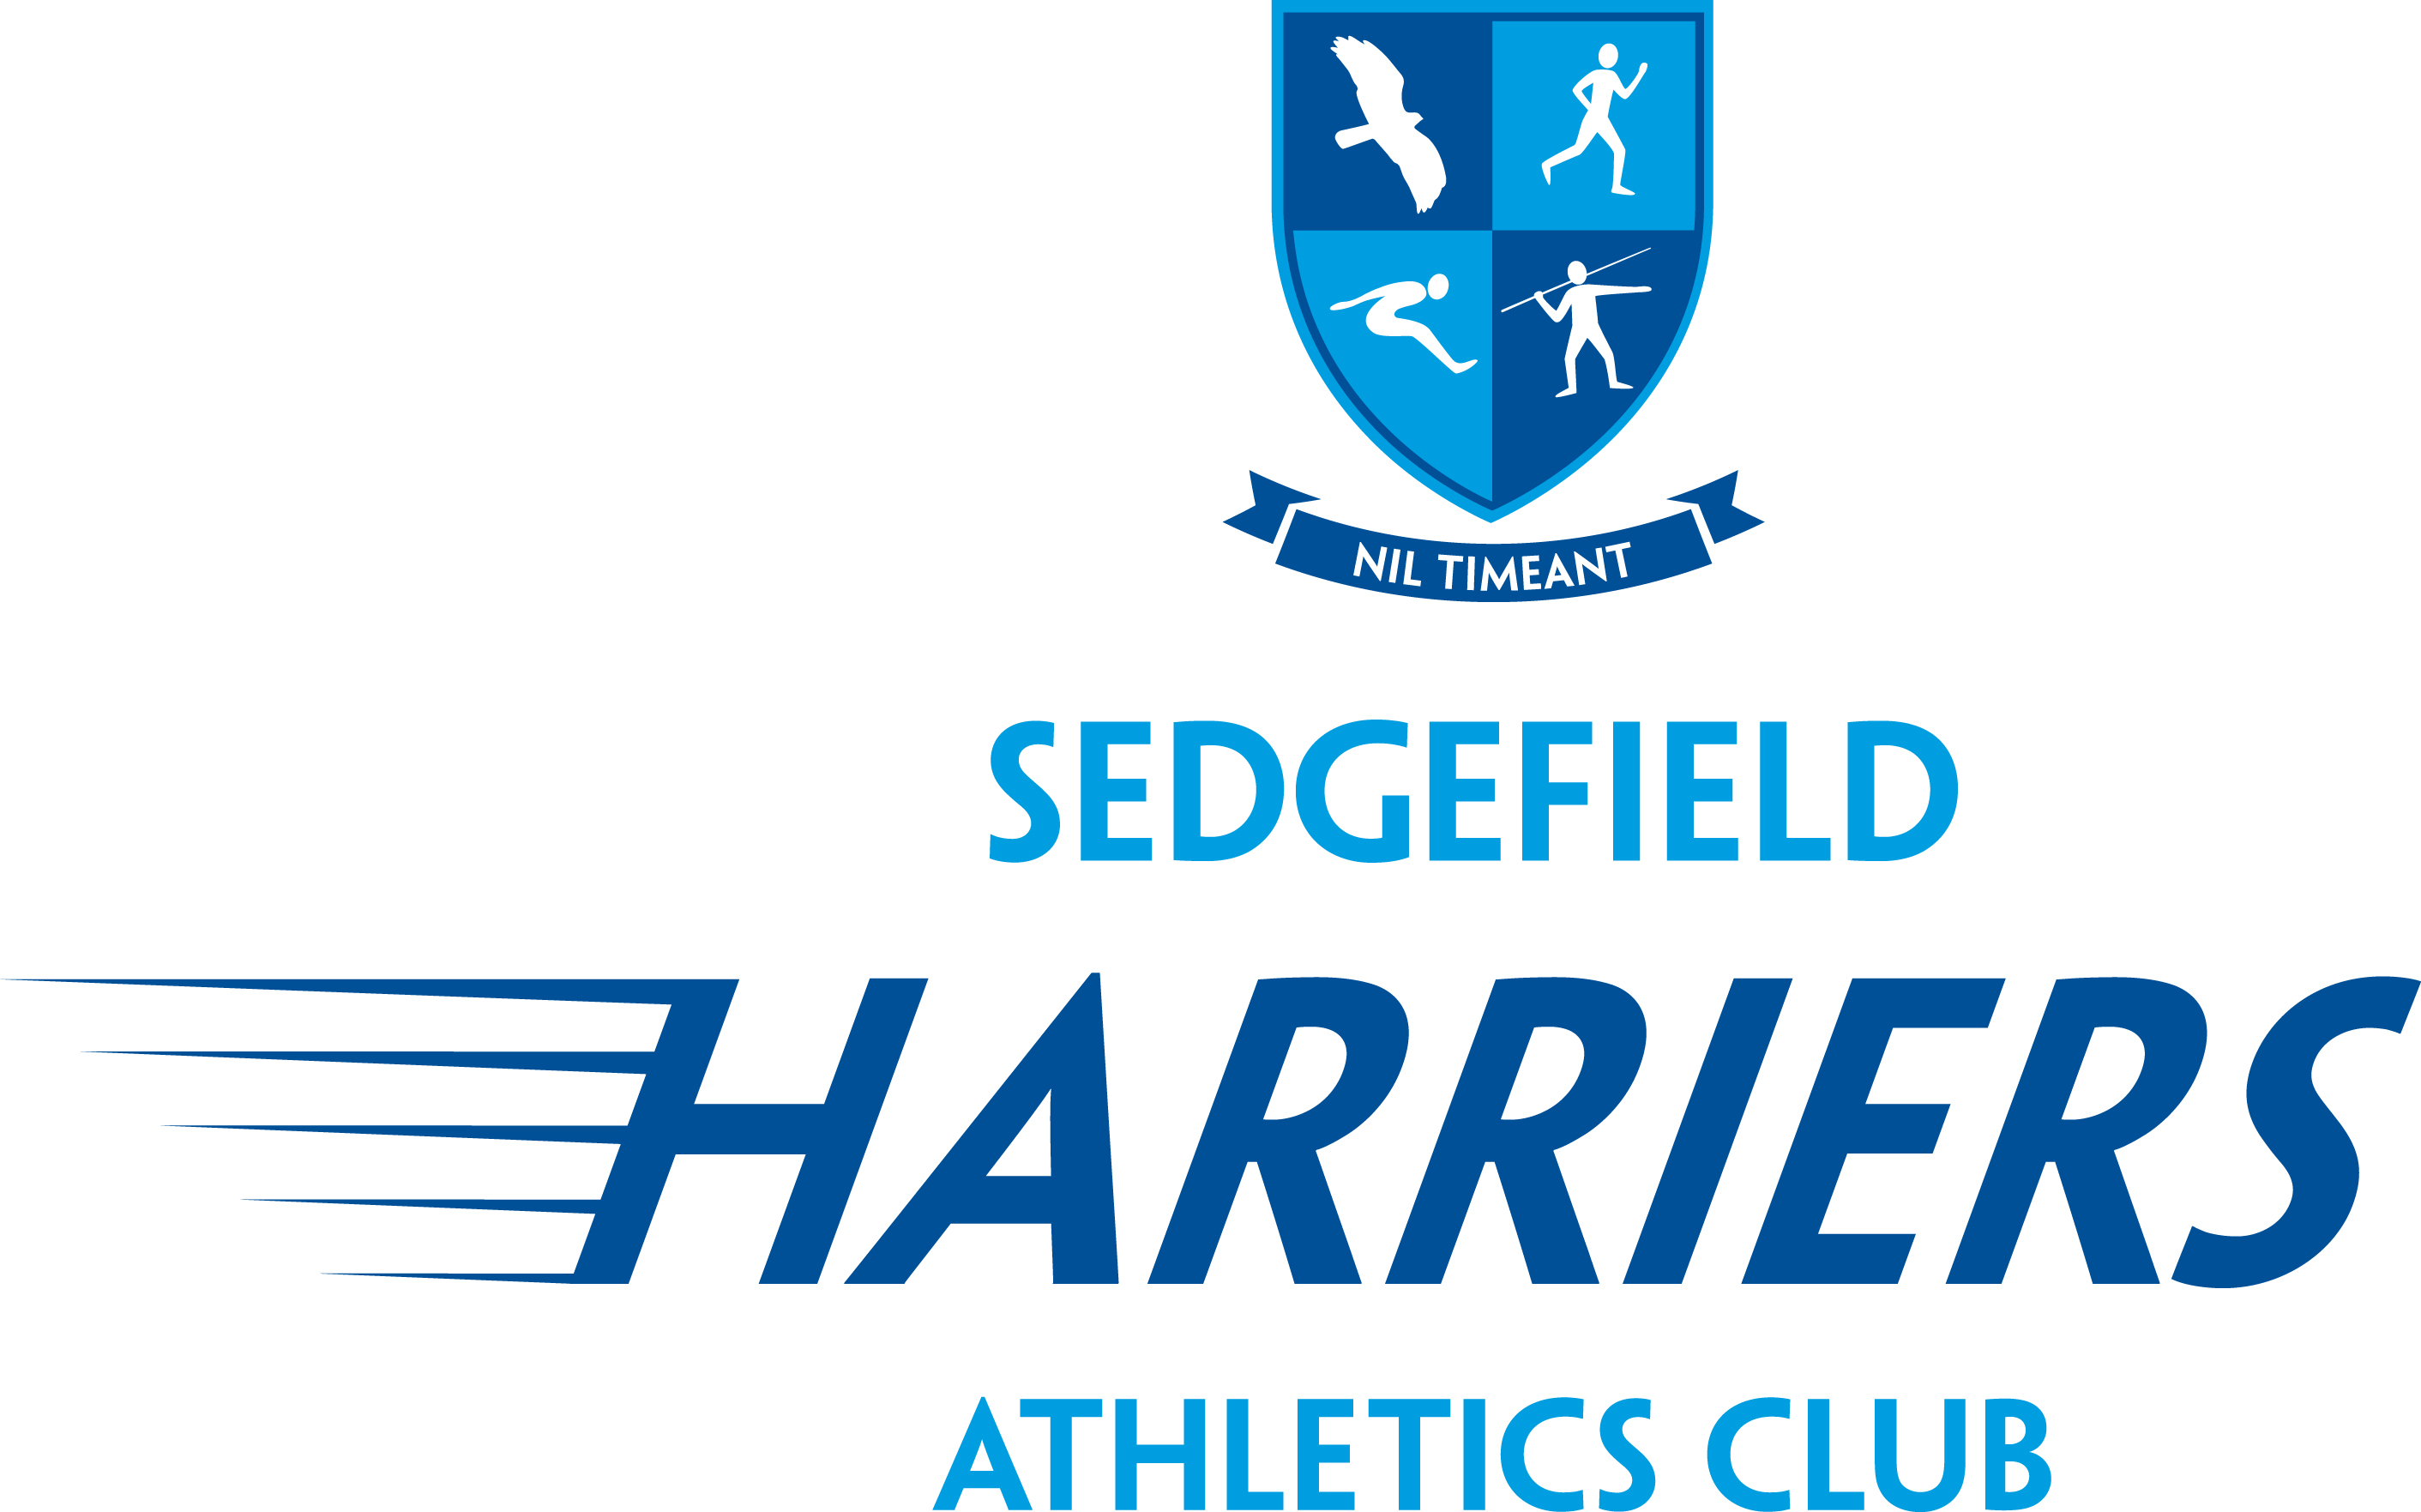 NIL TIMEANT
SEDGEFIELD
HARRIERS
ATHLETICS CLUB